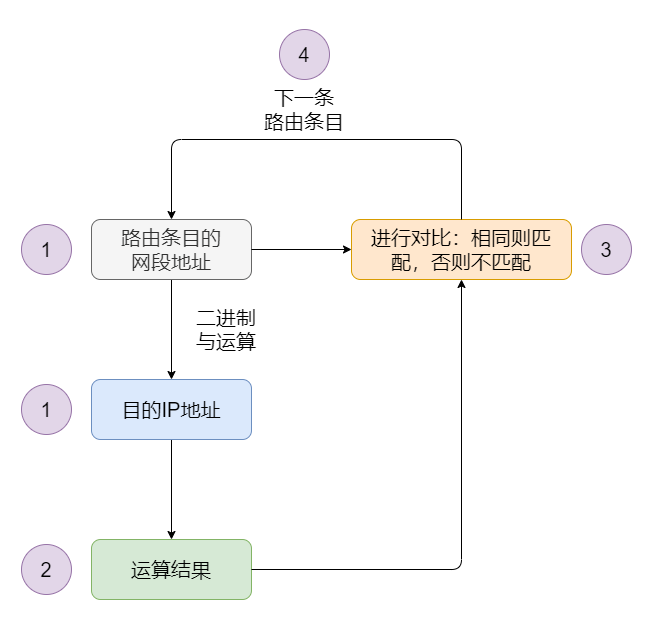 4
下一条
路由条目
1
路由条目的
网段地址
进行对比：相同则匹
配，否则不匹配
3
二进制
与运算
1
目的IP地址
2
运算结果